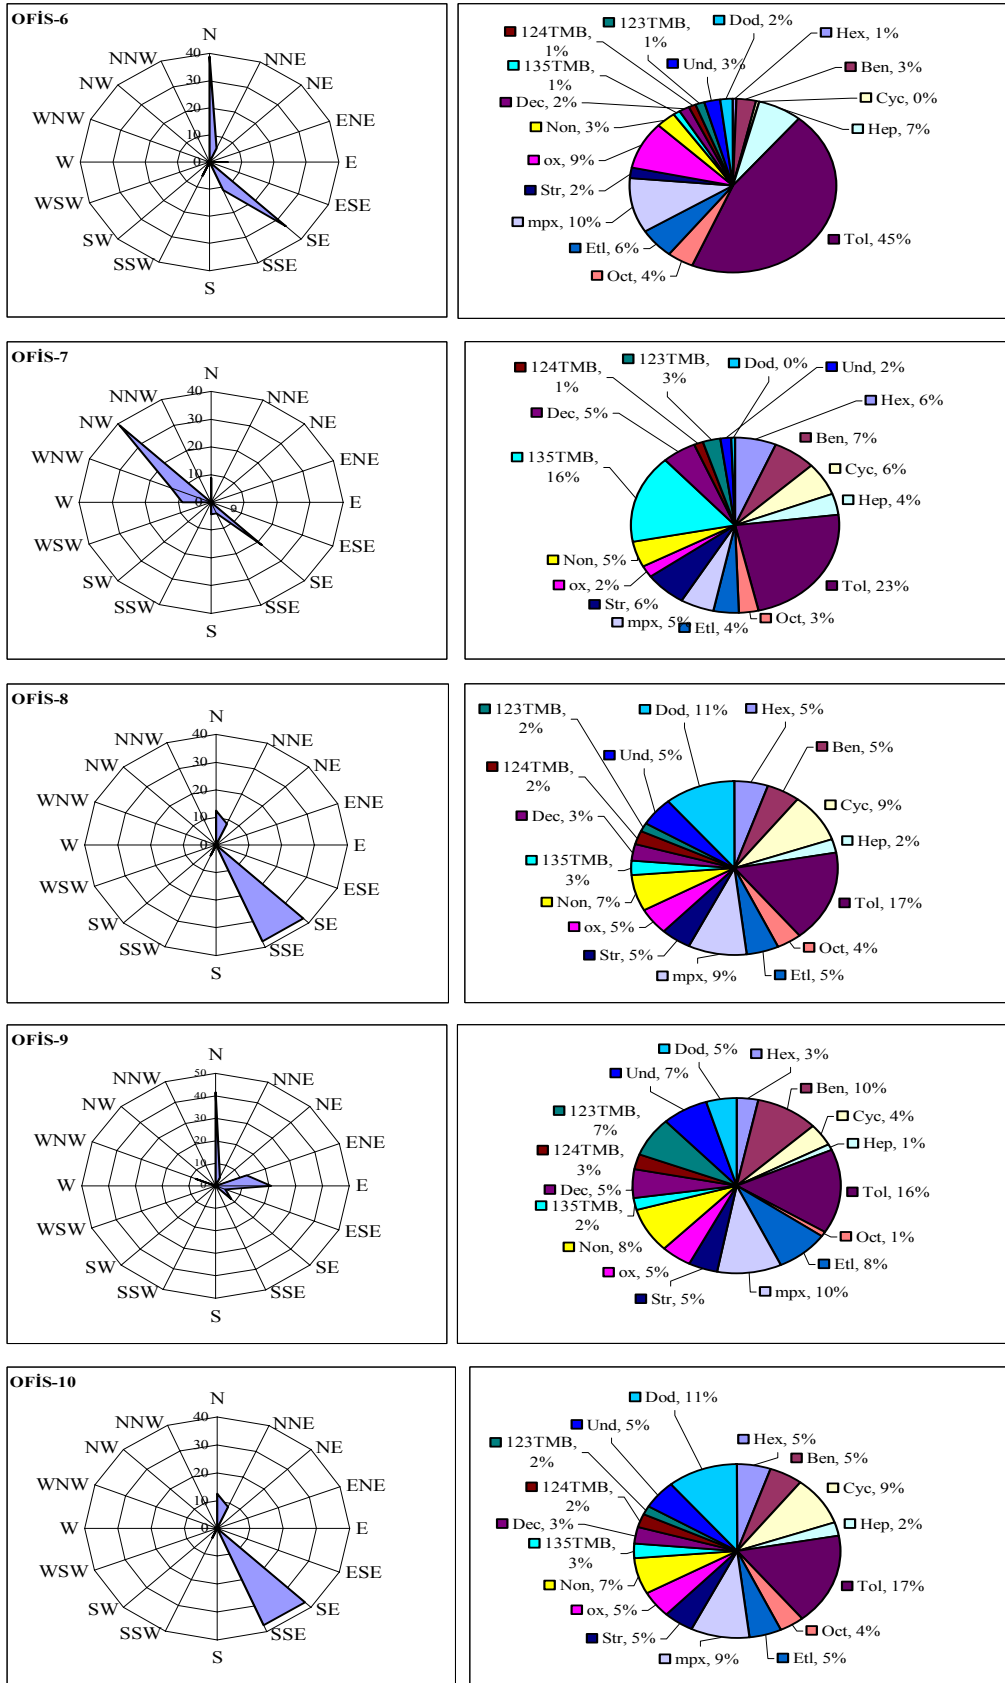 OFİS-6
N
NNE
NE
ENE
E
ESE
SE
SSE
S
SSW
SW
WSW
W
WNW
NW
NNW
40
30
20
10
0
Dod, 2%
Hex, 1%
Ben, 3%
Cyc, 0%
Hep, 7%
Tol, 45%
Oct, 4%
Etl, 6%
mpx, 10%
Str, 2%
ox, 9%
Non, 3%
135TMB,
1%
Dec, 2%
124TMB,
1%
123TMB,
1%
Und, 3%
OFİS-7
N
NNE
NE
ENE
E
ESE
SE
SSE
S
SSW
SW
WSW
W
WNW
NW
NNW
40
30
20
10
0
Dod, 0%
Und, 2%
Hex, 6%
Ben, 7%
Cyc, 6%
Hep, 4%
Tol, 23%
Oct, 3%
Etl, 4%
mpx, 5%
Str, 6%
ox, 2%
Non, 5%
135TMB,
16%
Dec, 5%
124TMB,
1%
123TMB,
3%
OFİS-8
N
NNE
NE
ENE
E
ESE
SE
SSE
S
SSW
SW
WSW
W
WNW
NW
NNW
40
30
20
10
0
Dod, 11%
Hex, 5%
Ben, 5%
Cyc, 9%
Hep, 2%
Tol, 17%
Oct, 4%
Etl, 5%
mpx, 9%
Str, 5%
ox, 5%
Non, 7%
135TMB,
3%
Dec, 3%
124TMB,
2%
123TMB,
2%
Und, 5%
OFİS-9
N
NNE
NE
ENE
E
ESE
SE
SSE
S
SSW
SW
WSW
W
WNW
NW
NNW
50
40
30
20
10
0
Dod, 5%
Hex, 3%
Ben, 10%
Cyc, 4%
Hep, 1%
Tol, 16%
Oct, 1%
Etl, 8%
mpx, 10%
Str, 5%
ox, 5%
Non, 8%
135TMB,
2%
Dec, 5%
124TMB,
3%
123TMB,
7%
Und, 7%
OFİS-10
N
NNE
NE
ENE
E
ESE
SE
SSE
S
SSW
SW
WSW
W
WNW
NW
NNW
40
30
20
10
0
Dod, 11%
Hex, 5%
Ben, 5%
Cyc, 9%
Hep, 2%
Tol, 17%
Oct, 4%
Etl, 5%
mpx, 9%
Str, 5%
ox, 5%
Non, 7%
135TMB,
3%
Dec, 3%
124TMB,
2%
123TMB,
2%
Und, 5%